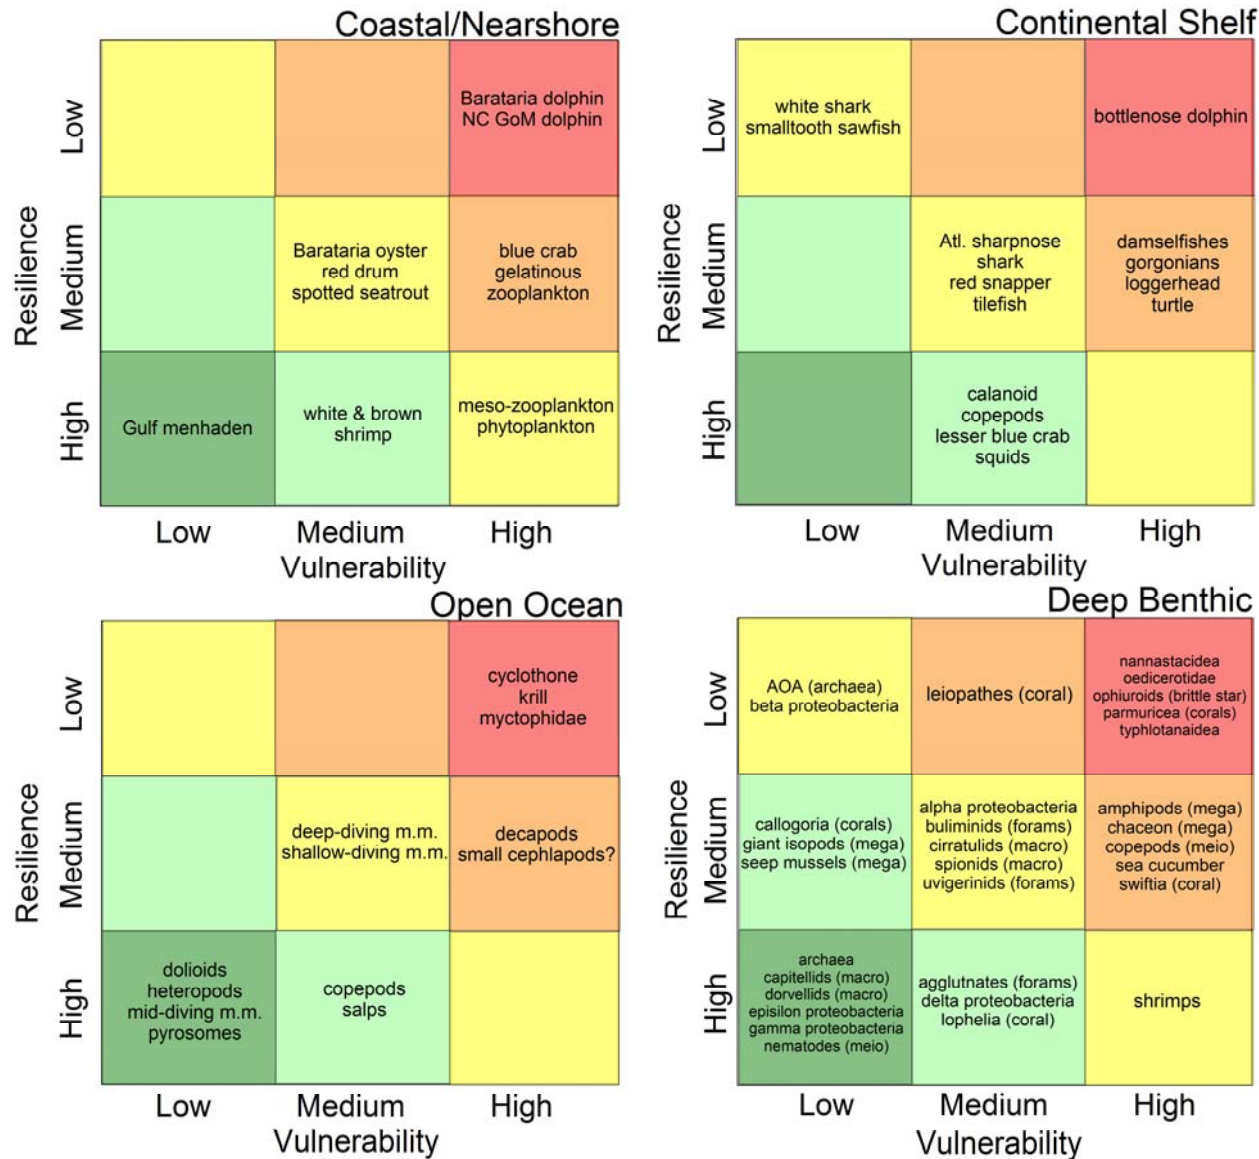 Coastal/Nearshore
Resilience
Low
Barataria dolphin
NC GoM dolphin
Medium
Barataria oyster
red drum
spotted seatrout
blue crab
gelatinous
zooplankton
High
Gulf menhaden
white & brown
shrimp
meso-zooplankton
phytoplankton
Low
Medium
High
Vulnerability
Continental Shelf
Resilience
Low
white shark
smalltooth sawfish
bottlenose dolphin
Medium
Atl. sharpnose
shark
red snapper
tilefish
damselfishes
gorgonians
loggerhead
turtle
High
calanoid
copepods
lesser blue crab
squids
Low
Medium
High
Vulnerability
Open Ocean
Resilience
Low
cyclothone
krill
myctophidae
Medium
deep-diving m.m.
shallow-diving m.m.
decapods
small cephlapods?
High
dolioids
heteropods
mid-diving m.m.
pyrosomes
copepods
salps
Low
Medium
High
Vulnerability
Deep Benthic
Resilience
Low
AOA (archaea)
beta proteobacteria
leiopathes (coral)
nannastacidea
oedicerotidae
ophiuroids (brittle star)
parmuricea (corals)
typhlotanaidea
Medium
callogoria (corals)
giant isopods (mega)
seep mussels (mega)
alpha proteobacteria
buliminids (forams)
cirratulids (macro)
spionids (macro)
uvigerinids (forams)
amphipods (mega)
chaceon (mega)
copepods (meio)
sea cucumber
swiftia (coral)
High
archaea
capitellids (macro)
dorvellids (macro)
episilon proteobacteria
gamma proteobacteria
nematodes (meio)
agglutnates (forams)
delta proteobacteria
lophelia (coral)
shrimps
Low
Medium
High
Vulnerability